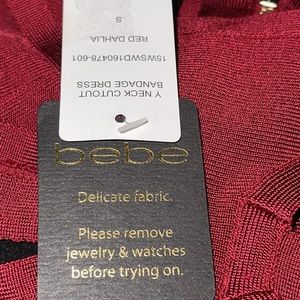 Y NECK CUTOUT
BANDAGE DRESS
15WSWD160478-601
RED DAHLIA
S
bebe
Delicate fabric.
Please remove
jewelry & watches
before trying on.